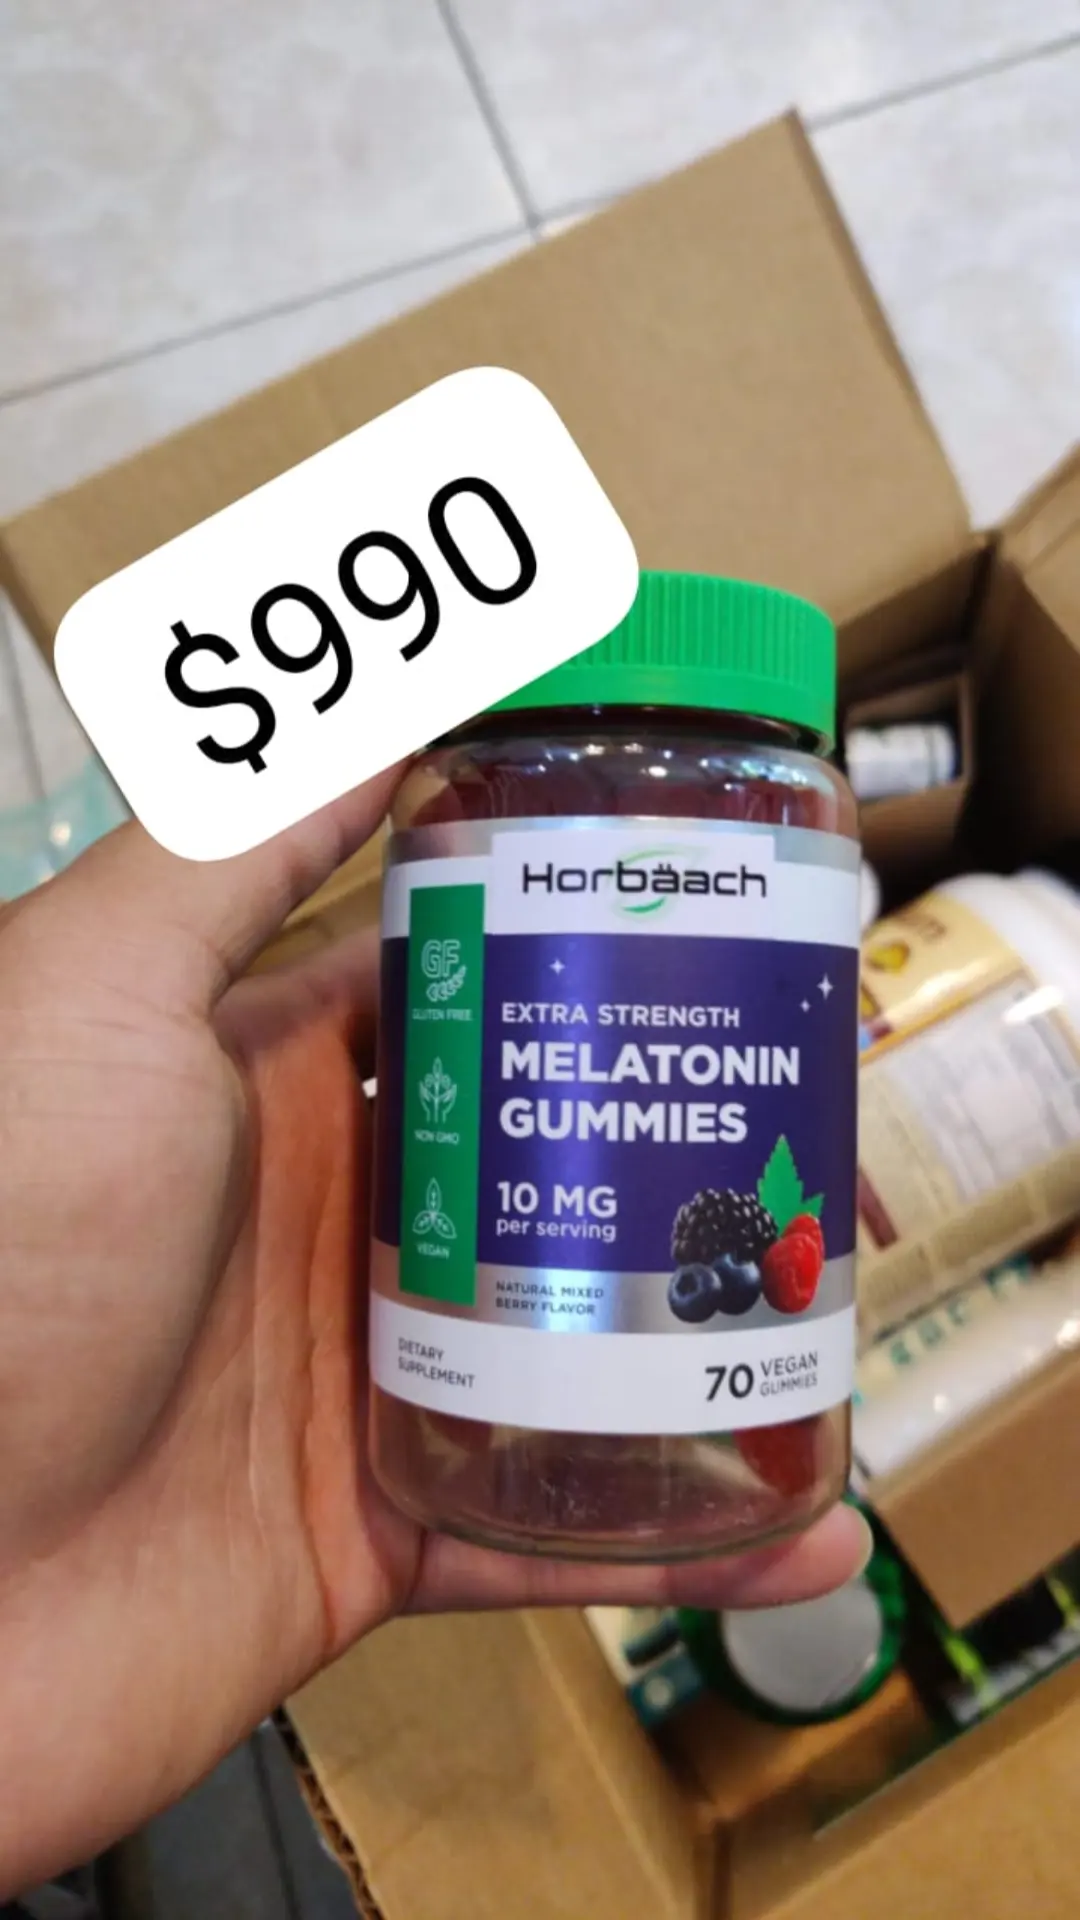 $990
Horbäach
GF
GLUTEN FREE
NON GMO
VEGAN
EXTRA STRENGTH
MELATONIN
GUMMIES
10 MG
per serving
NATURAL MIXED
BERRY FLAVOR
DIETARY
SUPPLEMENT
70 VEGAN
GUMMIES